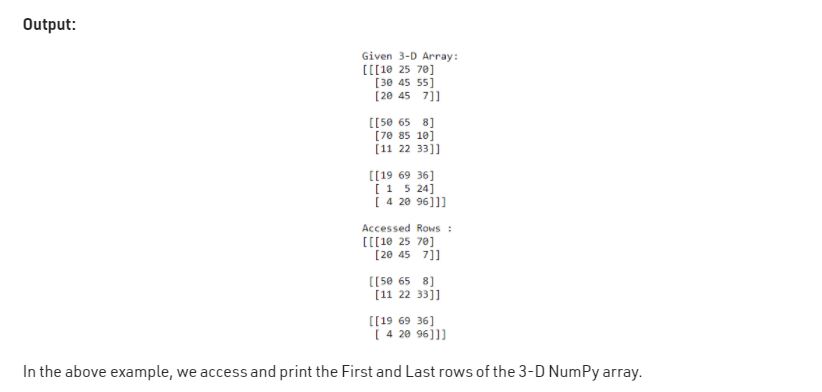 Output:
Given 3-D Array:
[[[10 25 70]
[30 45 55]
[20 45  7]]
[[50 65  8]
[70 85 10]
[11 22 33]]
[[19 69 36]
[ 1  5 24]
[ 4 20 96]]]
Accessed Rows :
[[[10 25 70]
[20 45  7]]
[[50 65  8]
[11 22 33]]
[[19 69 36]
[ 4 20 96]]]
In the above example, we access and print the First and Last rows of the 3-D NumPy array.